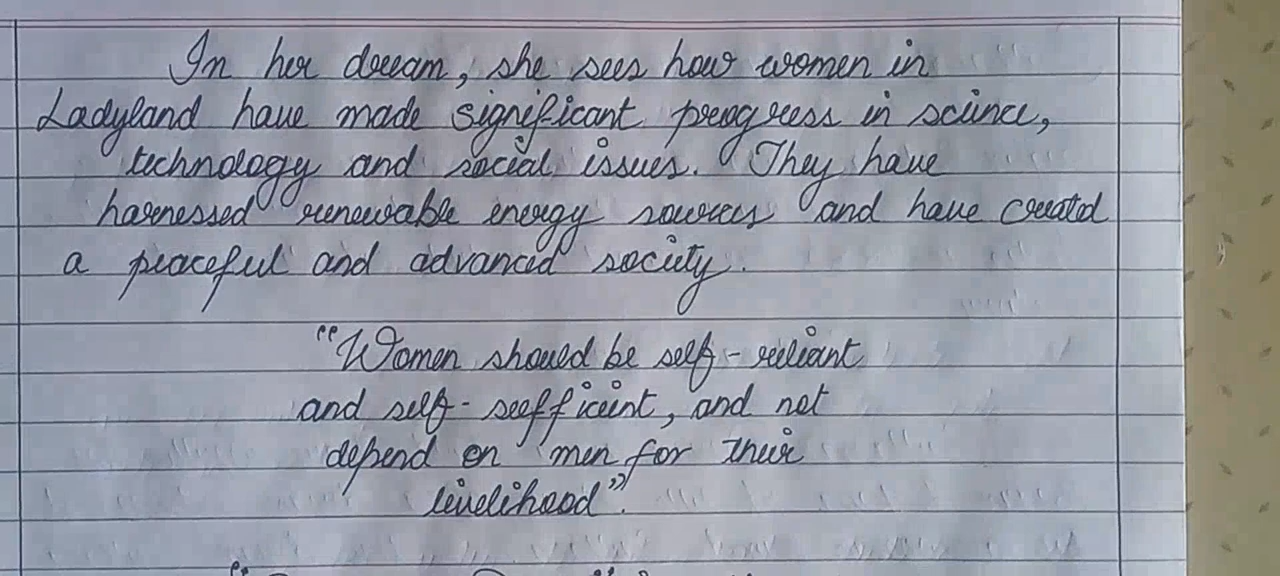 In her dream, she sees how women in
Ladyland have made significant progress in science,
technology and social issues. They have
harnessed renewable energy sources and have created
a peaceful and advanced society.
"Women should be self-reliant
and self-seefficient, and not
depend on men for their
livelihood".